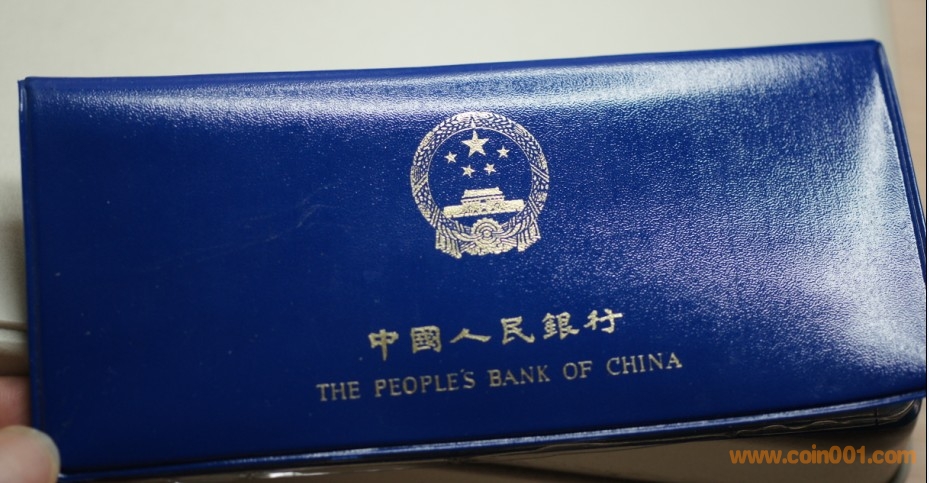 中國人民銀行
THE PEOPLE'S BANK OF CHINA
www.coin001.com